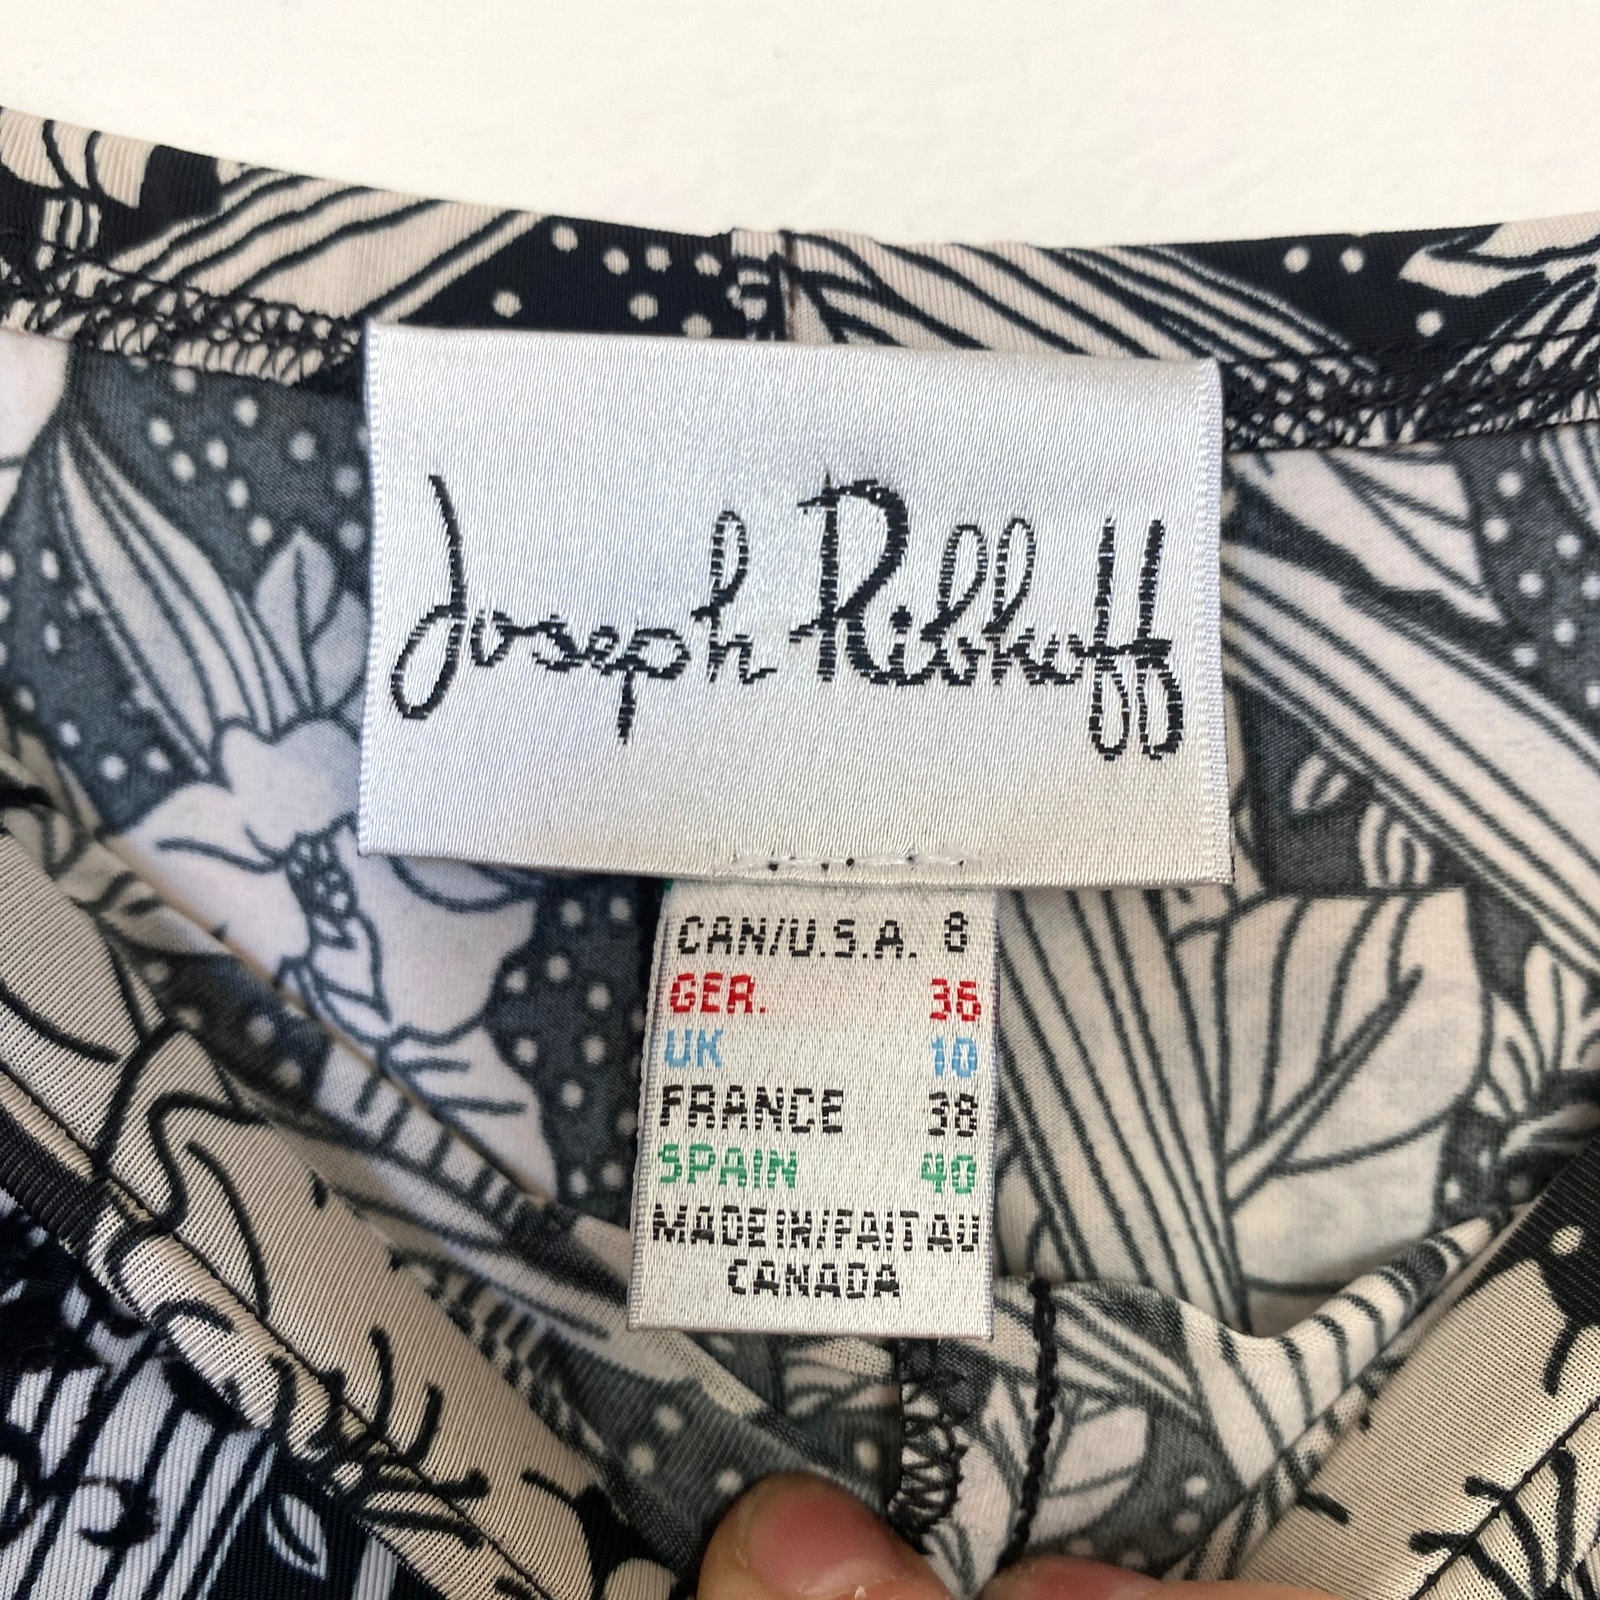 Joseph Ribkoff
CAN/U.S.A. 8
GER. 36
UK 10
FRANCE 38
SPAIN 40
MADE IN/FAIT AU
CANADA